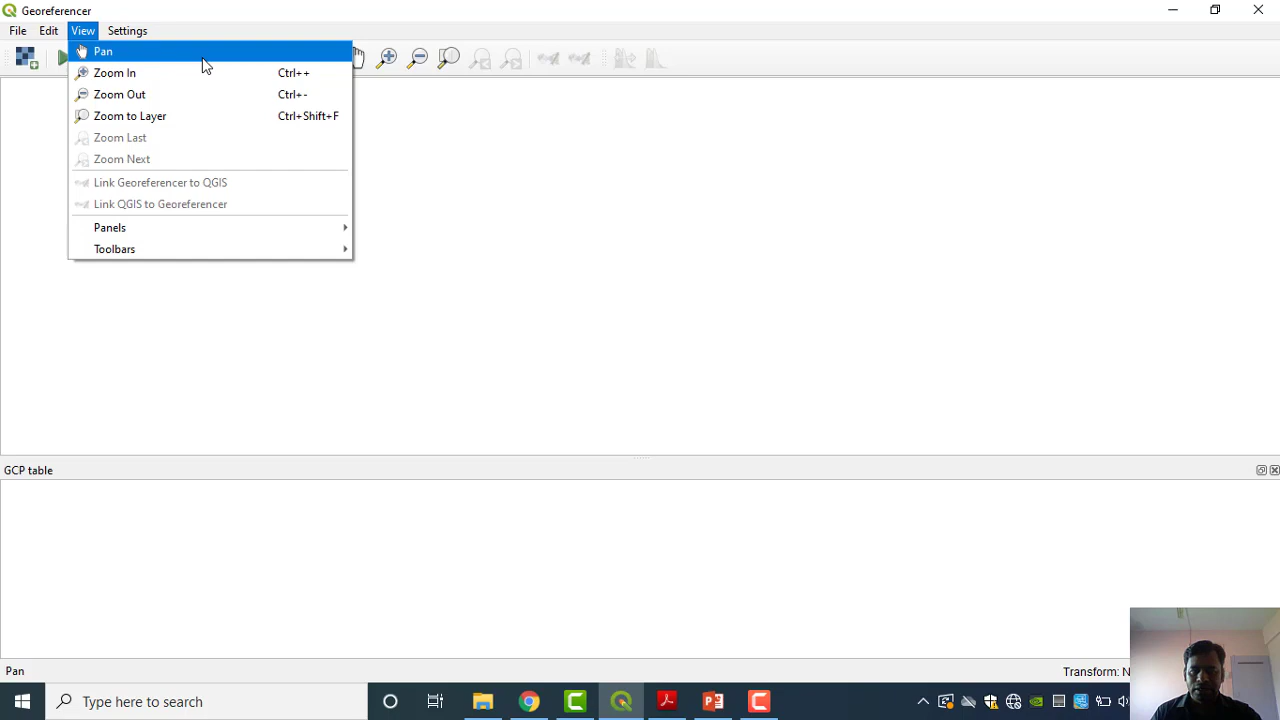 Georeferencer
File Edit View Settings
Pan
Zoom In Ctrl++
Zoom Out Ctrl+-
Zoom to Layer Ctrl+Shift+F
Zoom Last
Zoom Next
Link Georeferencer to QGIS
Link QGIS to Georeferencer
Panels
Toolbars
GCP table
Pan
Transform: N
Type here to search